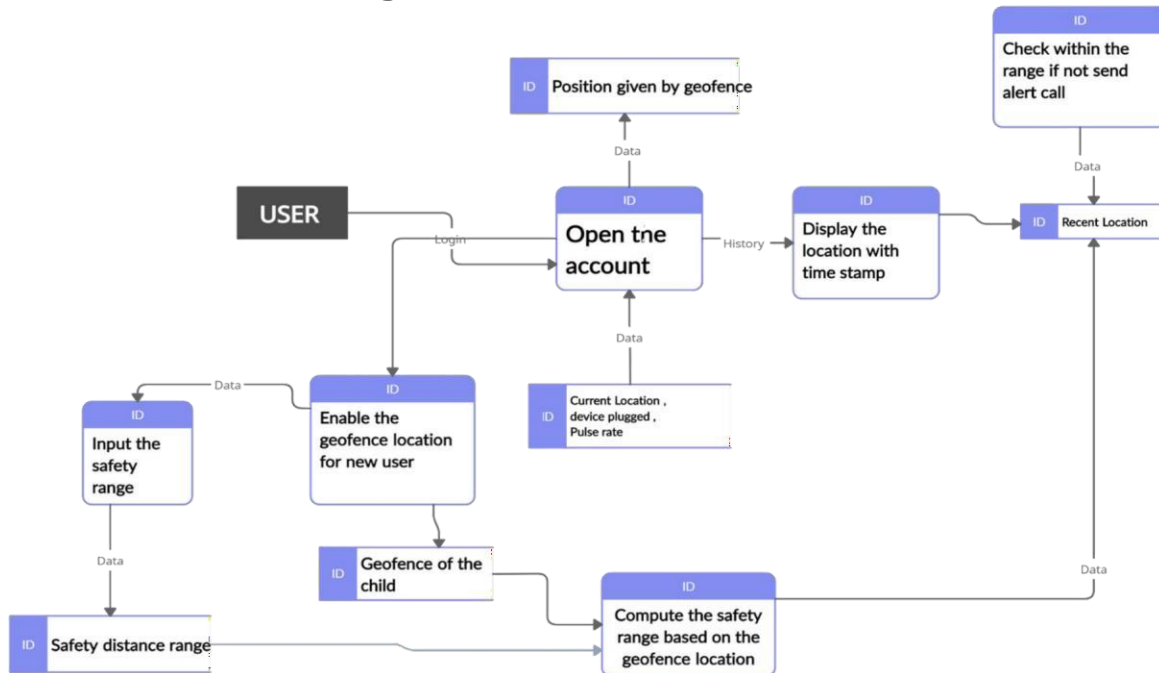 ID
Check within the
range if not send
alert call
ID
Position given by geofence
Data
Data
USER
ID
Open the
account
Login
History
ID
Display the
location with
time stamp
ID
Recent Location
Data
Data
ID
Current Location ,
device plugged ,
Pulse rate
ID
Enable the
geofence location
for new user
ID
Input the
safety
range
Data
ID
Geofence of the
child
Data
ID
Compute the safety
range based on the
geofence location
ID
Safety distance range